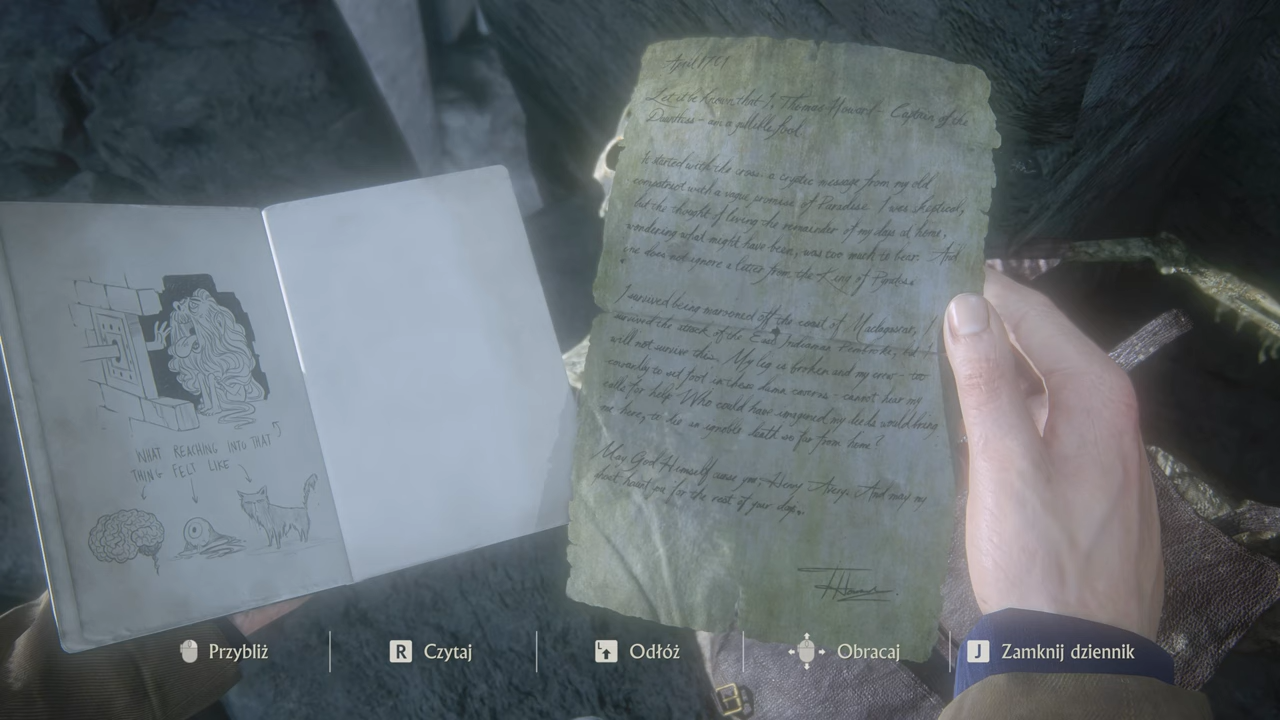 WHAT REACHING INTO THAT
THING FELT LIKE
April 1701
Let it be known that I, Thomas Howard - Captain of the
Duentess - am a gullible fool.
It started with the cross: a cryptic message from my old
compatriot with a vague promise of Paradise. I was skeptical,
but the thought of living the remainder of my days at home,
wondering what might have been, was too much to bear. And
one does not ignore a letter from the King of Pirates.
I survived being marooned off the coast of Madagascar, I
survived the attack of the East Indiaman Pembroke, but I
will not survive this. My leg is broken and my crew - too
cowardly to set foot in these damn caverns - cannot hear my
calls for help. Who could have imagined my deeds would bring
me here, to die an ignoble death so far form home?
May God Himself curse you, Henry Avery. And may my
ghost haunt you for the rest of your days.
Przybliż
R Czytaj
L Odłóż
Obracaj
J Zamknij dziennik